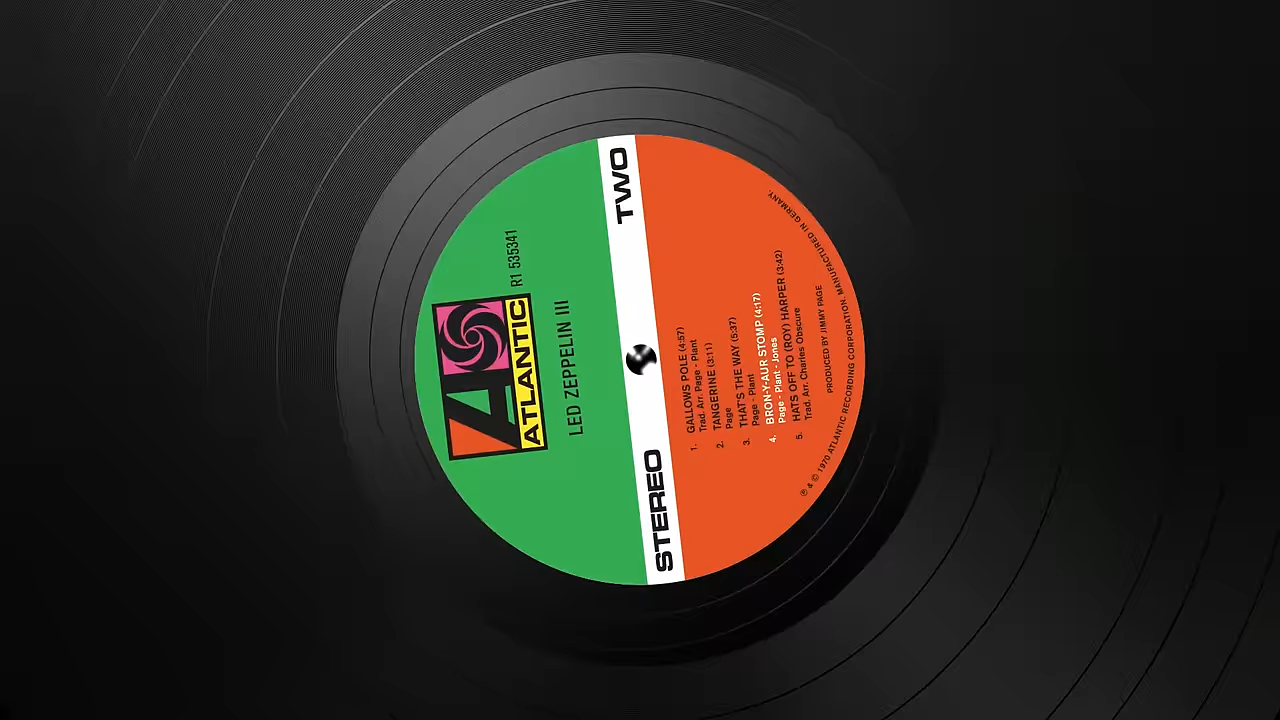 ATLANTIC
R1 535341
LED ZEPPELIN III
STEREO TWO
1. GALLOWS POLE (4:57)
Trad. Arr. Page - Plant
2. TANGERINE (3:11)
Page
3. THAT'S THE WAY (5:37)
Page - Plant
4. BRON-Y-AUR STOMP (4:17)
Page - Plant - Jones
5. HATS OFF TO (ROY) HARPER (3:42)
Trad. Arr. Charles Obscure
PRODUCED BY JIMMY PAGE
℗ & © 1970 ATLANTIC RECORDING CORPORATION. MANUFACTURED IN GERMANY.